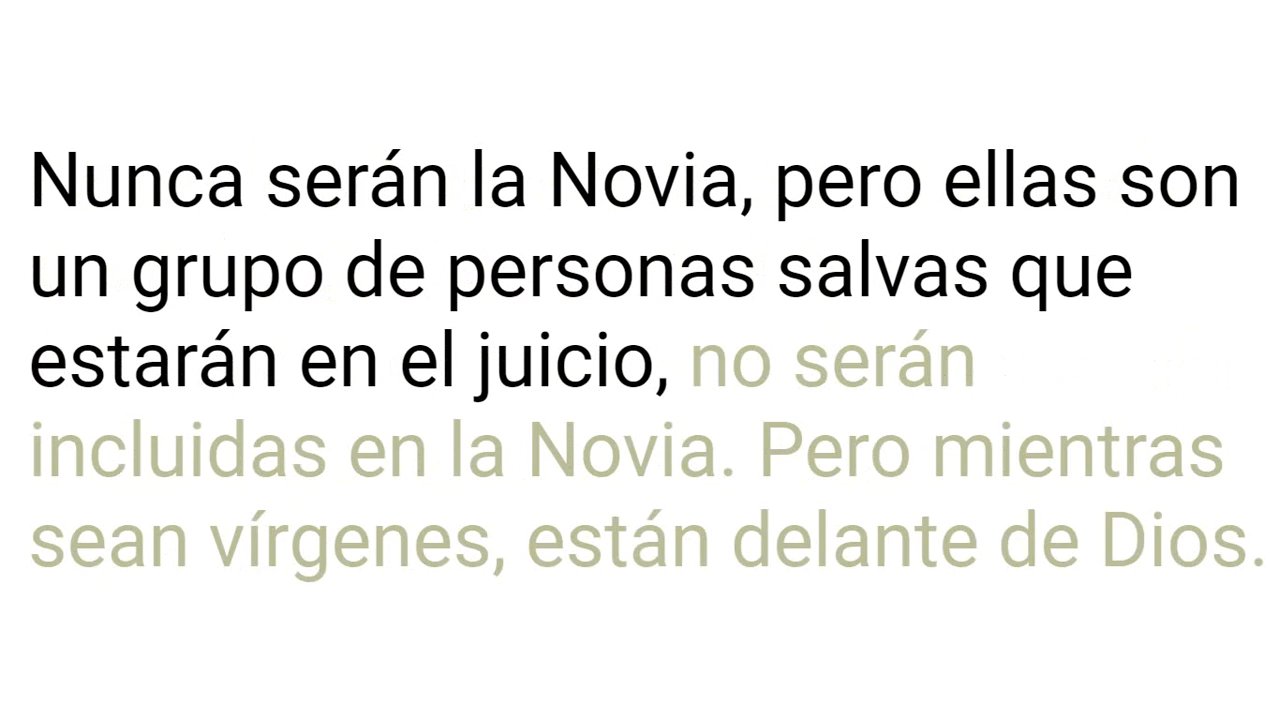 Nunca serán la Novia, pero ellas son
un grupo de personas salvas que
estarán en el juicio, no serán
incluidas en la Novia. Pero mientras
sean vírgenes, están delante de Dios.